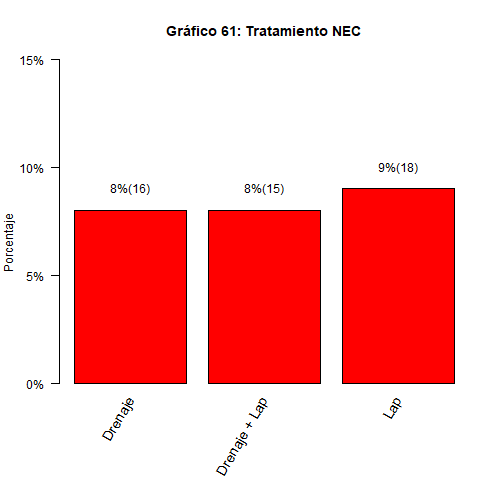 Gráfico 61: Tratamiento NEC
15%
10%
5%
0%
Porcentaje
8%(16)
8%(15)
9%(18)
Drenaje
Drenaje + Lap
Lap